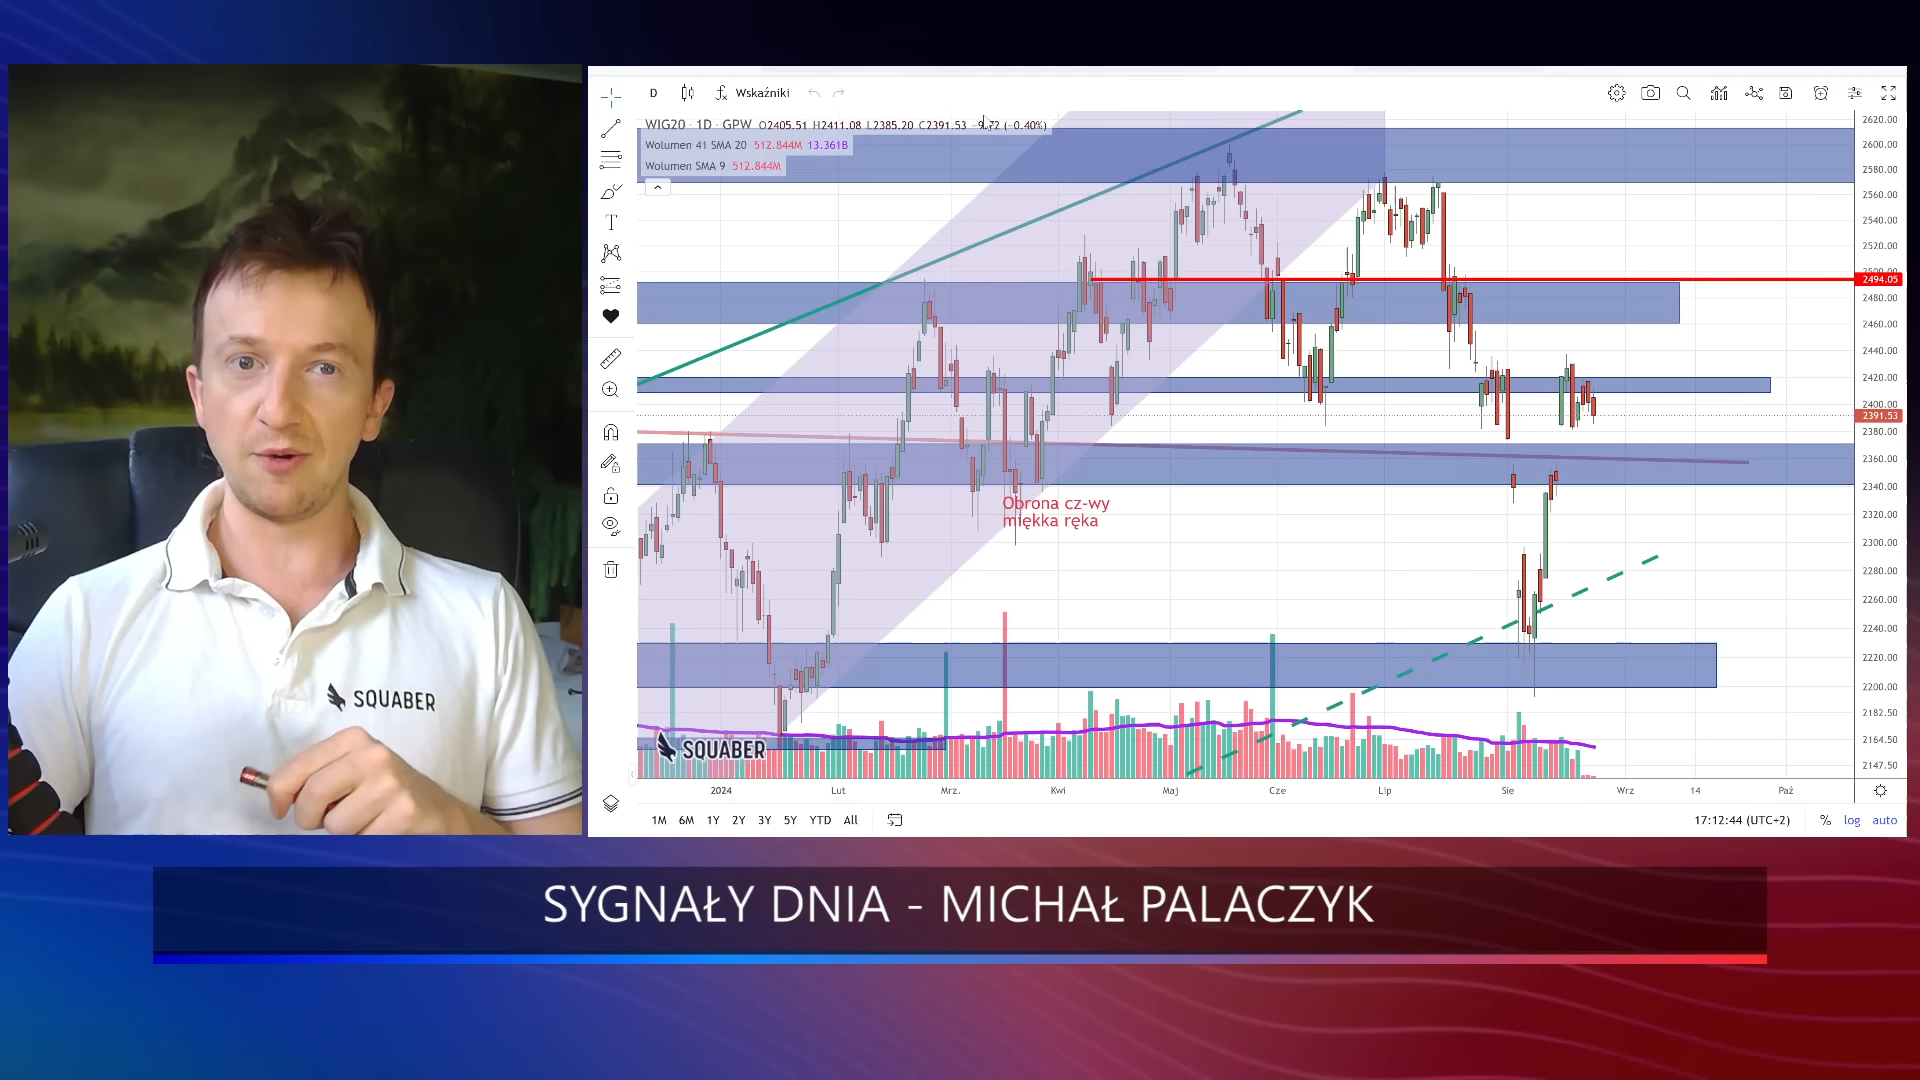 D Wskaźniki
WIG20 · 1D · GPW O2405.51 H2411.08 L2385.20 C2391.53 (−0.40%)
Wolumen 41 SMA 20 512.844M 13.361B
Wolumen SMA 9 512.844M
2620.00
2600.00
2580.00
2560.00
2540.00
2520.00
2500.00
2494.05
2480.00
2460.00
2440.00
2420.00
2400.00
2391.53
2380.00
2360.00
2340.00
2320.00
2300.00
2280.00
2260.00
2240.00
2220.00
2200.00
2182.50
2164.50
2147.50
Obrona cz-wy
miękka ręka
SQUABER
SQUABER
2024 Lut Mrz. Kwi Maj Cze Lip Sie Wrz 14 Paź
1M 6M 1Y 2Y 3Y 5Y YTD All 17:12:44 (UTC+2) % log auto
SYGNAŁY DNIA - MICHAŁ PALACZYK